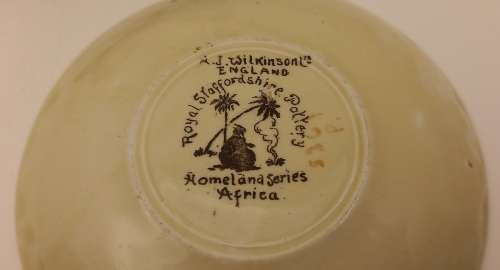 A.J. Wilkinson Ltd
ENGLAND
Royal Staffordshire Pottery
Homeland Series
Africa